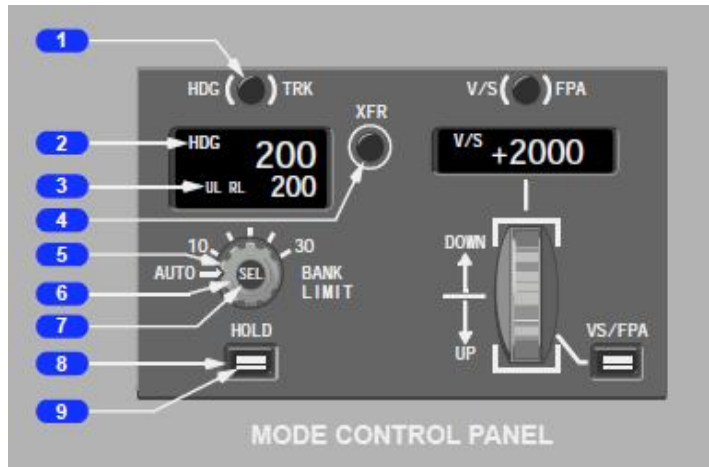 1
HDG TRK
V/S FPA
XFR
2
HDG
200
V/S +2000
3
UL RL 200
4
5
10
30
DOWN
6
AUTO
SEL
BANK
LIMIT
7
HOLD
UP
VS/FPA
8
9
MODE CONTROL PANEL